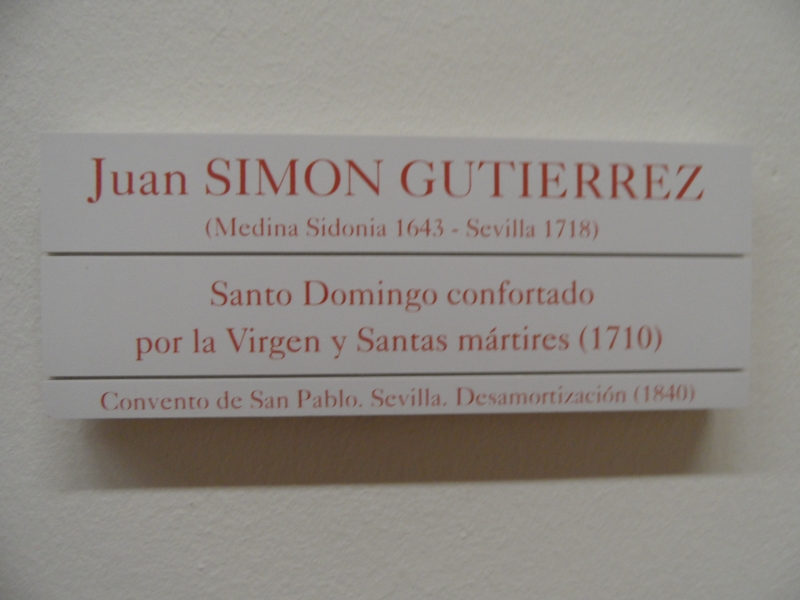 Juan SIMON GUTIERREZ
(Medina Sidonia 1643 - Sevilla 1718)
Santo Domingo confortado
por la Virgen y Santas mártires (1710)
Convento de San Pablo. Sevilla. Desamortización (1840)